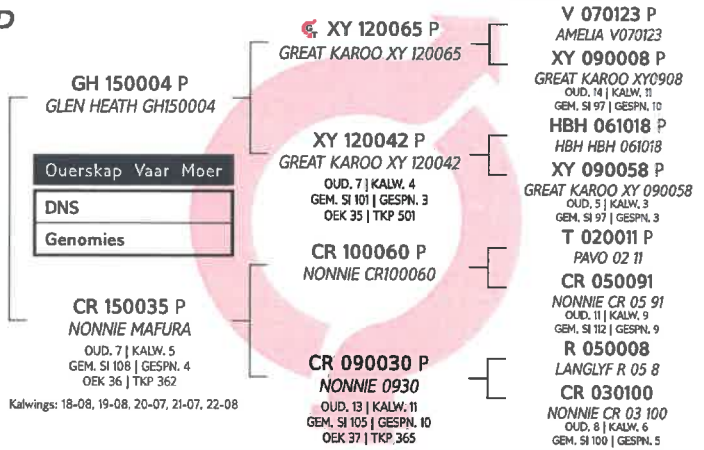 GH 150004 P
GLEN HEATH GH150004
Ouerskap Vaar Moer
DNS
Genomies
CR 150035 P
NONNIE MAFURA
OUD. 7 | KALW. 5
GEM. SI 108 | GESPN. 4
OEK 36 | TKP 362
Kalwings: 18-08, 19-08, 20-07, 21-07, 22-08
GT XY 120065 P
GREAT KAROO XY 120065
XY 120042 P
GREAT KAROO XY 120042
OUD. 7 | KALW. 4
GEM. SI 101 | GESPN. 3
OEK 35 | TKP 501
CR 100060 P
NONNIE CR100060
CR 090030 P
NONNIE 0930
OUD. 13 | KALW. 11
GEM. SI 105 | GESPN. 10
OEK 37 | TKP 365
V 070123 P
AMELIA V070123
XY 090008 P
GREAT KAROO XY0908
OUD. 14 | KALW. 11
GEM. SI 97 | GESPN. 10
HBH 061018 P
HBH HBH 061018
XY 090058 P
GREAT KAROO XY 090058
OUD. 5 | KALW. 3
GEM. SI 97 | GESPN. 3
T 020011 P
PAVO 02 11
CR 050091
NONNIE CR 05 91
OUD. 11 | KALW. 9
GEM. SI 112 | GESPN. 9
R 050008
LANGLYF R 05 8
CR 030100
NONNIE CR 03 100
OUD. 8 | KALW. 6
GEM. SI 100 | GESPN. 5